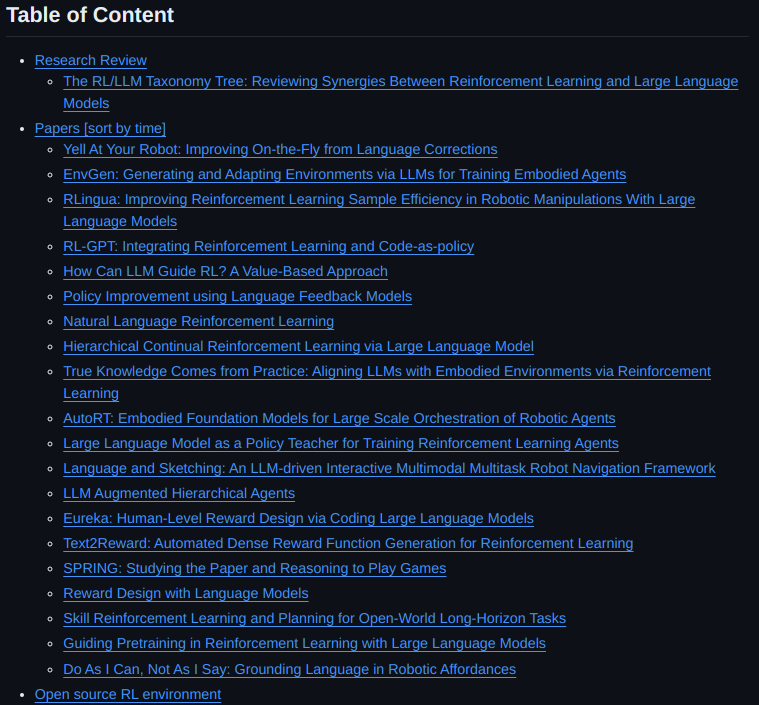 Table of Content
Research Review
The RL/LLM Taxonomy Tree: Reviewing Synergies Between Reinforcement Learning and Large Language
Models
Papers [sort by time]
Yell At Your Robot: Improving On-the-Fly from Language Corrections
EnvGen: Generating and Adapting Environments via LLMs for Training Embodied Agents
RLingua: Improving Reinforcement Learning Sample Efficiency in Robotic Manipulations With Large
Language Models
RL-GPT: Integrating Reinforcement Learning and Code-as-policy
How Can LLM Guide RL? A Value-Based Approach
Policy Improvement using Language Feedback Models
Natural Language Reinforcement Learning
Hierarchical Continual Reinforcement Learning via Large Language Model
True Knowledge Comes from Practice: Aligning LLMs with Embodied Environments via Reinforcement
Learning
AutoRT: Embodied Foundation Models for Large Scale Orchestration of Robotic Agents
Large Language Model as a Policy Teacher for Training Reinforcement Learning Agents
Language and Sketching: An LLM-driven Interactive Multimodal Multitask Robot Navigation Framework
LLM Augmented Hierarchical Agents
Eureka: Human-Level Reward Design via Coding Large Language Models
Text2Reward: Automated Dense Reward Function Generation for Reinforcement Learning
SPRING: Studying the Paper and Reasoning to Play Games
Reward Design with Language Models
Skill Reinforcement Learning and Planning for Open-World Long-Horizon Tasks
Guiding Pretraining in Reinforcement Learning with Large Language Models
Do As I Can, Not As I Say: Grounding Language in Robotic Affordances
Open source RL environment